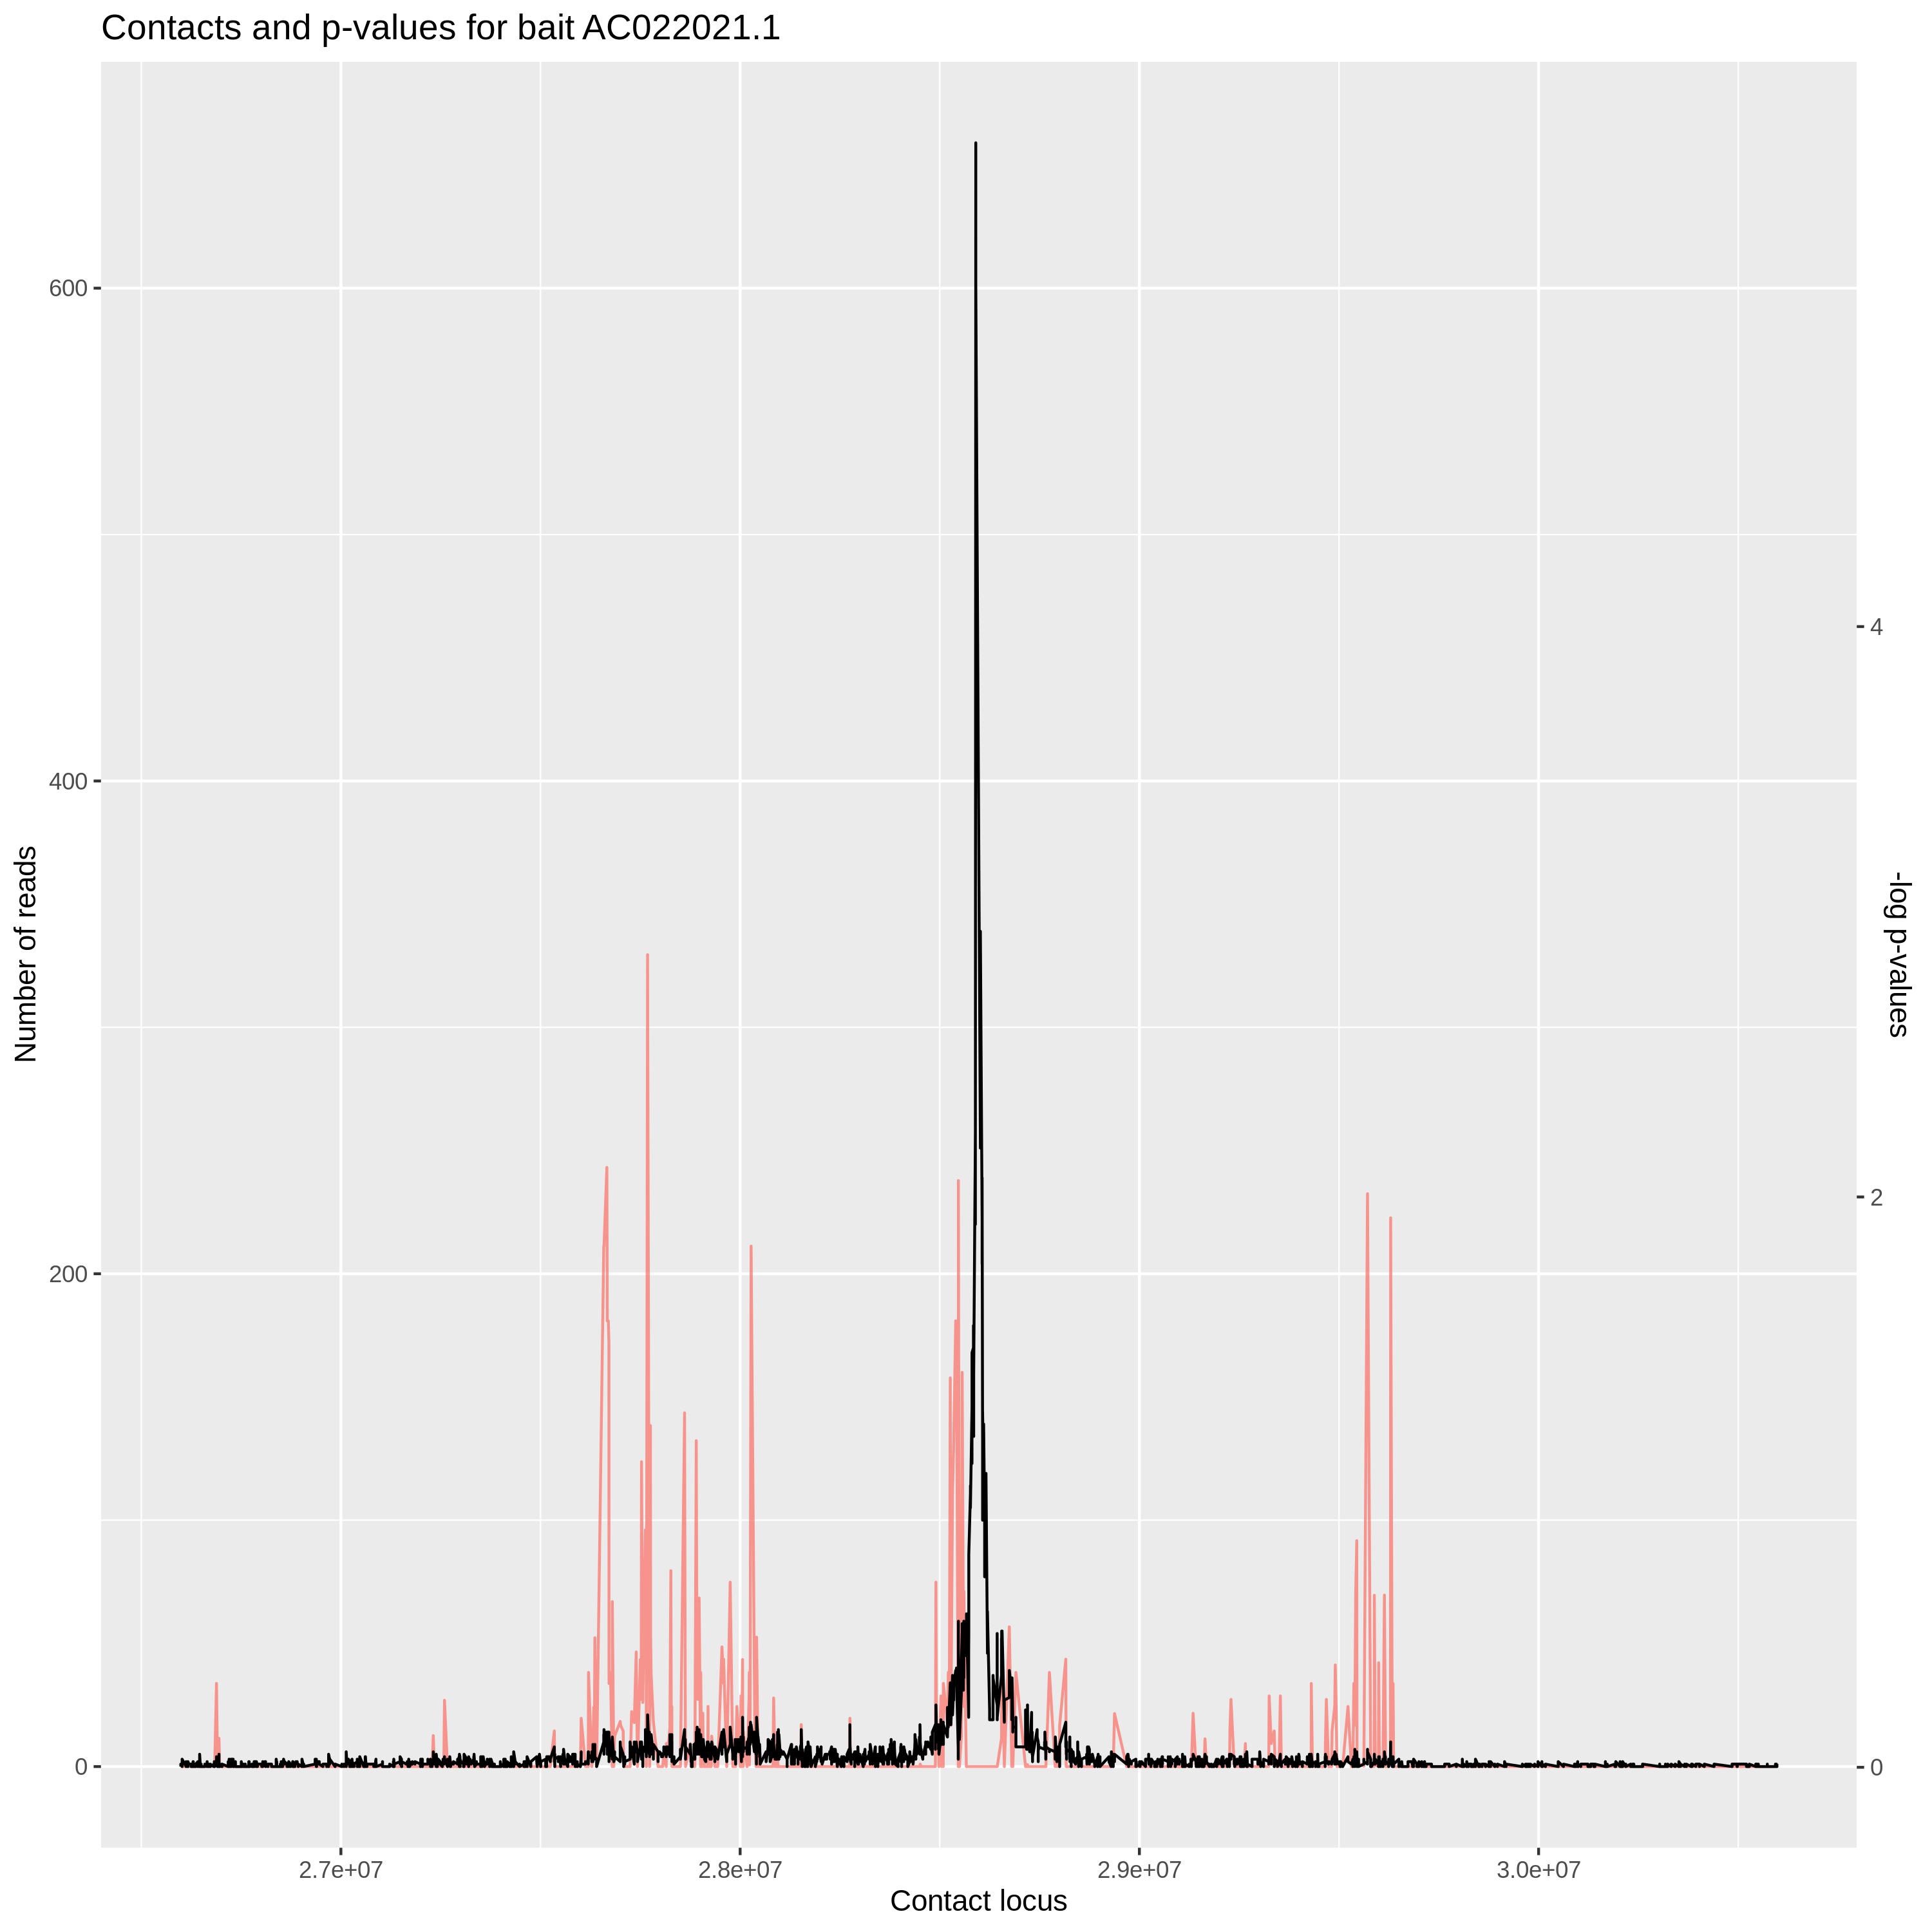 Contacts and p-values for bait AC022021.1
600
400
200
0
4
2
0
Number of reads
-log p-values
2.7e+07 2.8e+07 2.9e+07 3.0e+07
Contact locus